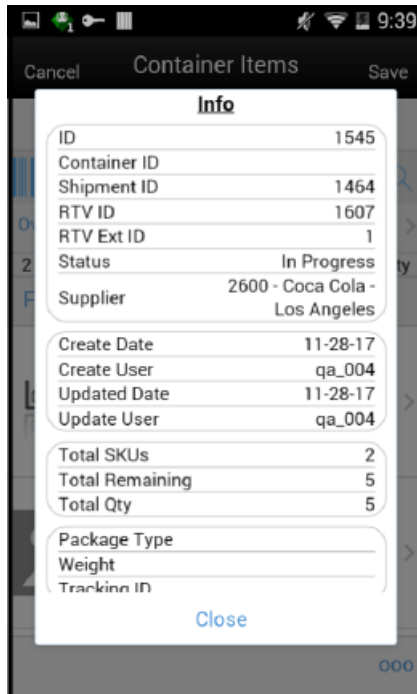 9:39
Cancel Container Items Save
Info
ID 1545
Container ID
Shipment ID 1464
RTV ID 1607
RTV Ext ID 1
Status In Progress
Supplier 2600 - Coca Cola -
Los Angeles
Create Date 11-28-17
Create User qa_004
Updated Date 11-28-17
Update User qa_004
Total SKUs 2
Total Remaining 5
Total Qty 5
Package Type
Weight
Tracking ID
Close